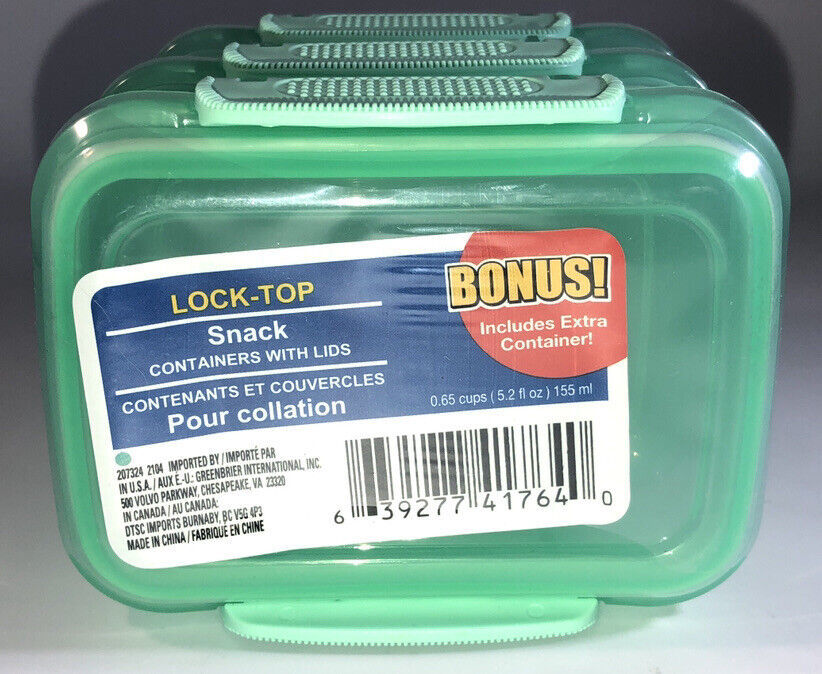 LOCK-TOP
Snack
CONTAINERS WITH LIDS
CONTENANTS ET COUVERCLES
Pour collation
BONUS!
Includes Extra
Container!
0.65 cups ( 5.2 fl oz ) 155 ml
207324 2104 IMPORTED BY / IMPORTÉ PAR
IN U.S.A. / AUX É.-U.: GREENBRIER INTERNATIONAL, INC.
500 VOLVO PARKWAY, CHESAPEAKE, VA 23320
IN CANADA / AU CANADA:
DTSC IMPORTS BURNABY, BC V5G 4P3
MADE IN CHINA / FABRIQUÉ EN CHINE
6 39277 41764 0